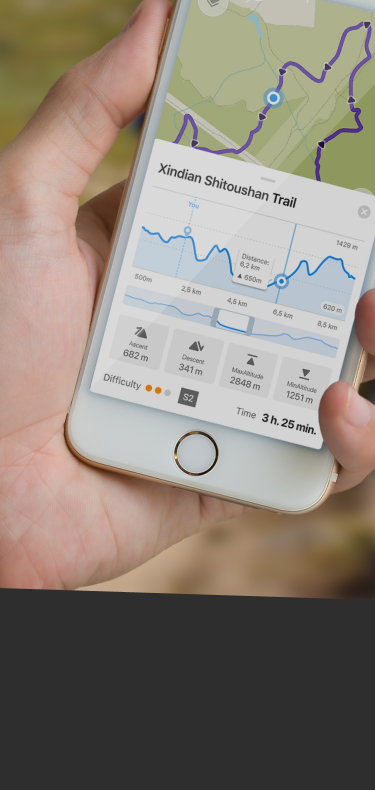 Xindian Shitoushan Trail
1429 m
You
Distance:
6,2 km
▲ 650m
620 m
500m
2,5 km
4,5 km
6,5 km
8,5 km
Ascent
682 m
Descent
341 m
MaxAltitude
2848 m
MinAltitude
1251 m
Difficulty
S2
Time 3 h. 25 min.